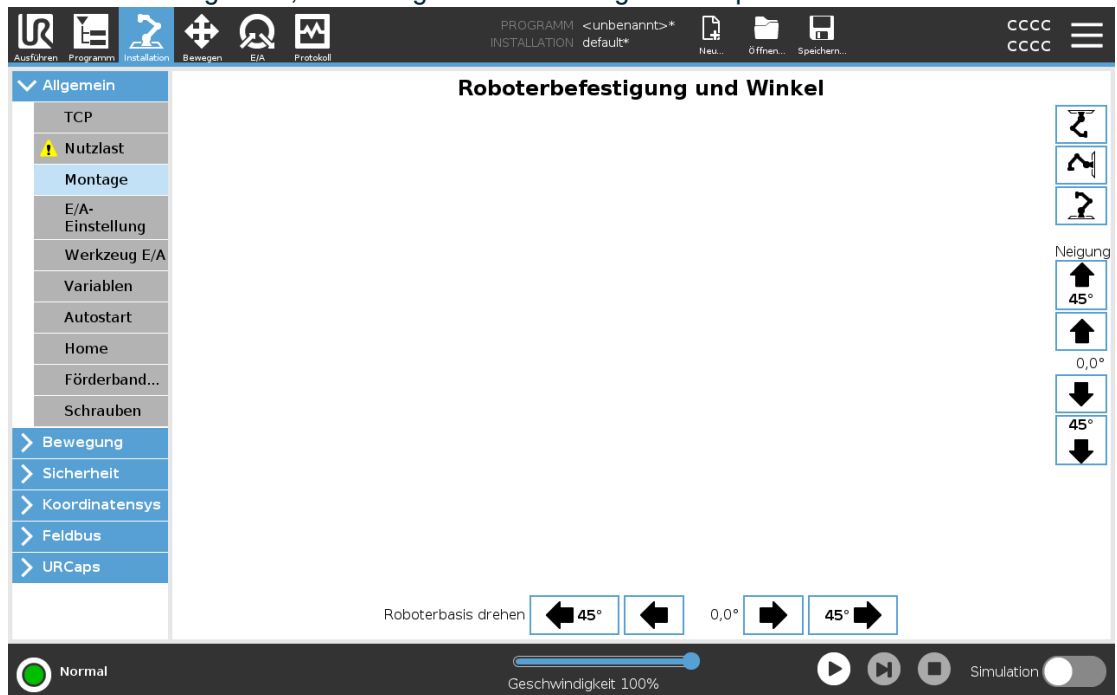 PROGRAMM <unbenannt>*
INSTALLATION default*
Ausführen Programm Installation Bewegen E/A Protokoll
Neu... Öffnen... Speichern...
CCCC
CCCC
Allgemein
TCP
Nutzlast
Montage
E/A-
Einstellung
Werkzeug E/A
Variablen
Autostart
Home
Förderband...
Schrauben
Bewegung
Sicherheit
Koordinatensys
Feldbus
URCaps
Roboterbefestigung und Winkel
Neigung
45°
0,0°
45°
Roboterbasis drehen 45° 0,0° 45°
Normal
Geschwindigkeit 100%
Simulation